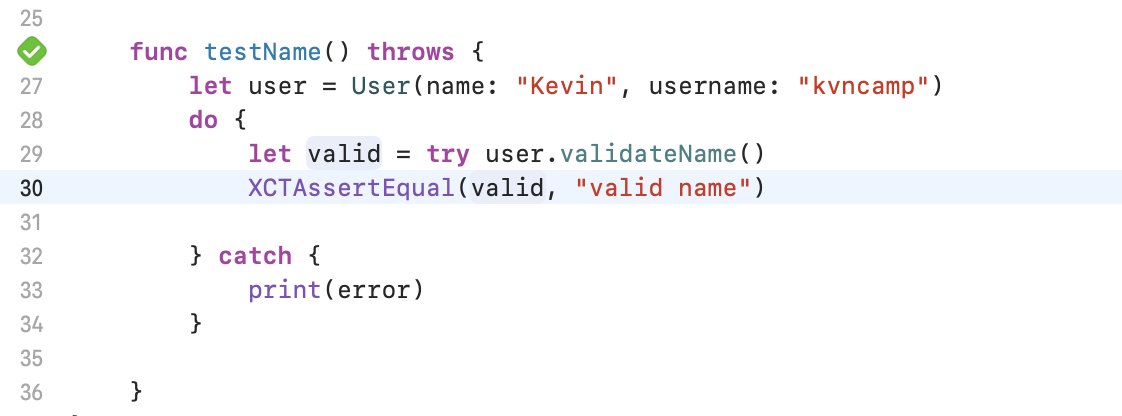 25
func testName() throws {
27 let user = User(name: "Kevin", username: "kvncamp")
28 do {
29 let valid = try user.validateName()
30 XCTAssertEqual(valid, "valid name")
31
32 } catch {
33 print(error)
34 }
35
36 }